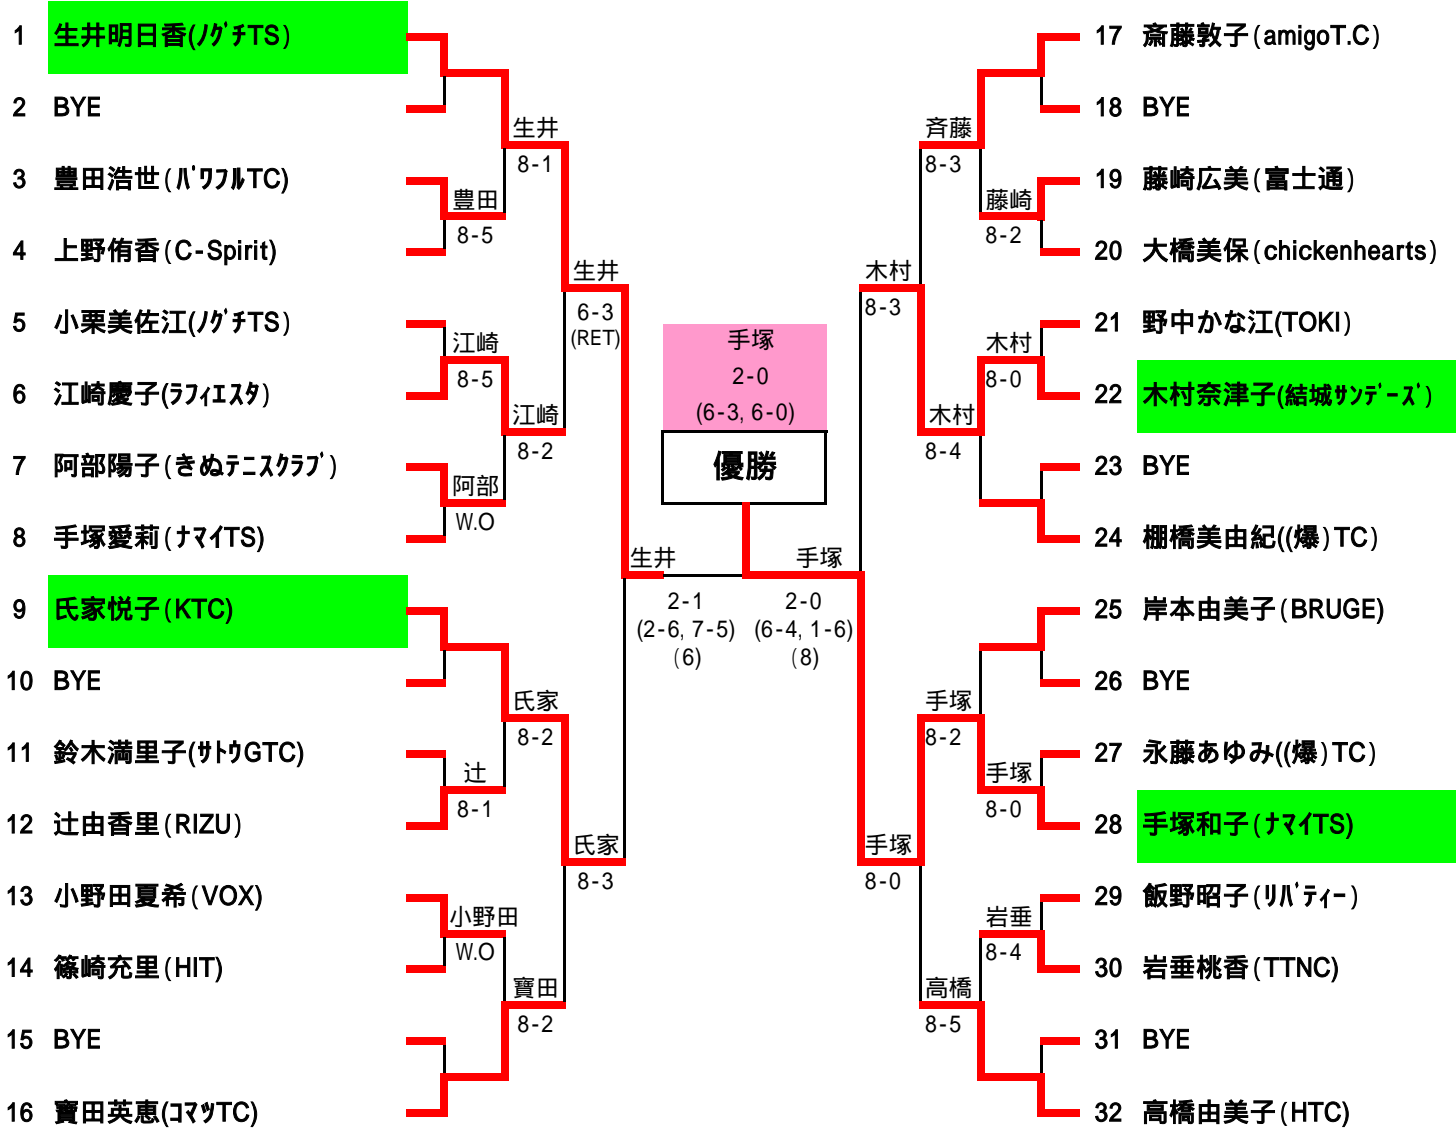 1 生井明日香(ﾉｸﾞﾁTS)
2 BYE
3 豊田浩世(ﾊﾟﾜﾌﾙTC)
4 上野侑香(C-Spirit)
5 小栗美佐江(ﾉｸﾞﾁTS)
6 江崎慶子(ﾗﾌｨｴｽﾀ)
7 阿部陽子(きぬﾃﾆｽｸﾗﾌﾞ)
8 手塚愛莉(ﾅﾏｲTS)
9 氏家悦子(KTC)
10 BYE
11 鈴木満里子(ｻﾄｳGTC)
12 辻由香里(RIZU)
13 小野田夏希(VOX)
14 篠崎充里(HIT)
15 BYE
16 寶田英恵(ｺﾏﾂTC)
豊田
8-5
江崎
8-5
阿部
W.O
辻
8-1
小野田
W.O
生井
8-1
江崎
8-2
氏家
8-2
寶田
8-2
生井
6-3
(RET)
氏家
8-3
生井
2-1
(2-6, 7-5)
(6)
手塚
2-0
(6-3, 6-0)
優勝
手塚
2-0
(6-4, 1-6)
(8)
木村
8-3
手塚
8-0
斉藤
8-3
木村
8-4
手塚
8-2
高橋
8-5
藤崎
8-2
木村
8-0
手塚
8-0
岩垂
8-4
17 斎藤敦子(amigoT.C)
18 BYE
19 藤崎広美(富士通)
20 大橋美保(chickenhearts)
21 野中かな江(TOKI)
22 木村奈津子(結城ｻﾝﾃﾞｰｽﾞ)
23 BYE
24 棚橋美由紀((爆)TC)
25 岸本由美子(BRUGE)
26 BYE
27 永藤あゆみ((爆)TC)
28 手塚和子(ﾅﾏｲTS)
29 飯野昭子(ﾘﾊﾞﾃｨｰ)
30 岩垂桃香(TTNC)
31 BYE
32 高橋由美子(HTC)